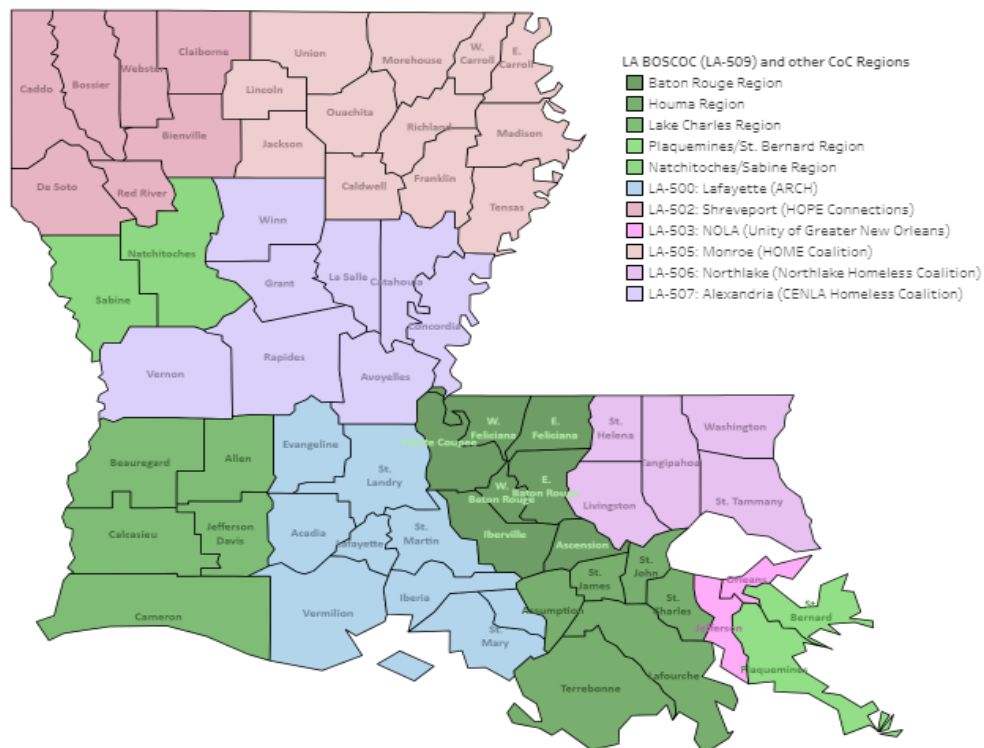 LA BOSCOC (LA-509) and other CoC Regions
Baton Rouge Region
Houma Region
Lake Charles Region
Plaquemines/St. Bernard Region
Natchitoches/Sabine Region
LA-500: Lafayette (ARCH)
LA-502: Shreveport (HOPE Connections)
LA-503: NOLA (Unity of Greater New Orleans)
LA-505: Monroe (HOME Coalition)
LA-506: Northlake (Northlake Homeless Coalition)
LA-507: Alexandria (CENLA Homeless Coalition)
Caddo
Bossier
Webster
Claiborne
Union
Morehouse
W.
Carroll
E.
Carroll
Lincoln
Ouachita
Richland
Madison
Bienville
Jackson
De Soto
Red River
Caldwell
Franklin
Tensas
Winn
Natchitoches
Sabine
Grant
La Salle
Catahoula
Concordia
Vernon
Rapides
Avoyelles
Beauregard
Allen
Evangeline
St.
Landry
Pointe Coupee
W.
Feliciana
E.
Feliciana
St.
Helena
Tangipahoa
Washington
W.
Baton Rouge
E.
Baton Rouge
Livingston
St. Tammany
Calcasieu
Jefferson
Davis
Acadia
Lafayette
St.
Martin
Iberville
Ascension
St.
James
St.
John
St.
Charles
Orleans
Jefferson
St.
Bernard
Cameron
Vermilion
Iberia
St.
Mary
Assumption
Terrebonne
Lafourche
Plaquemines